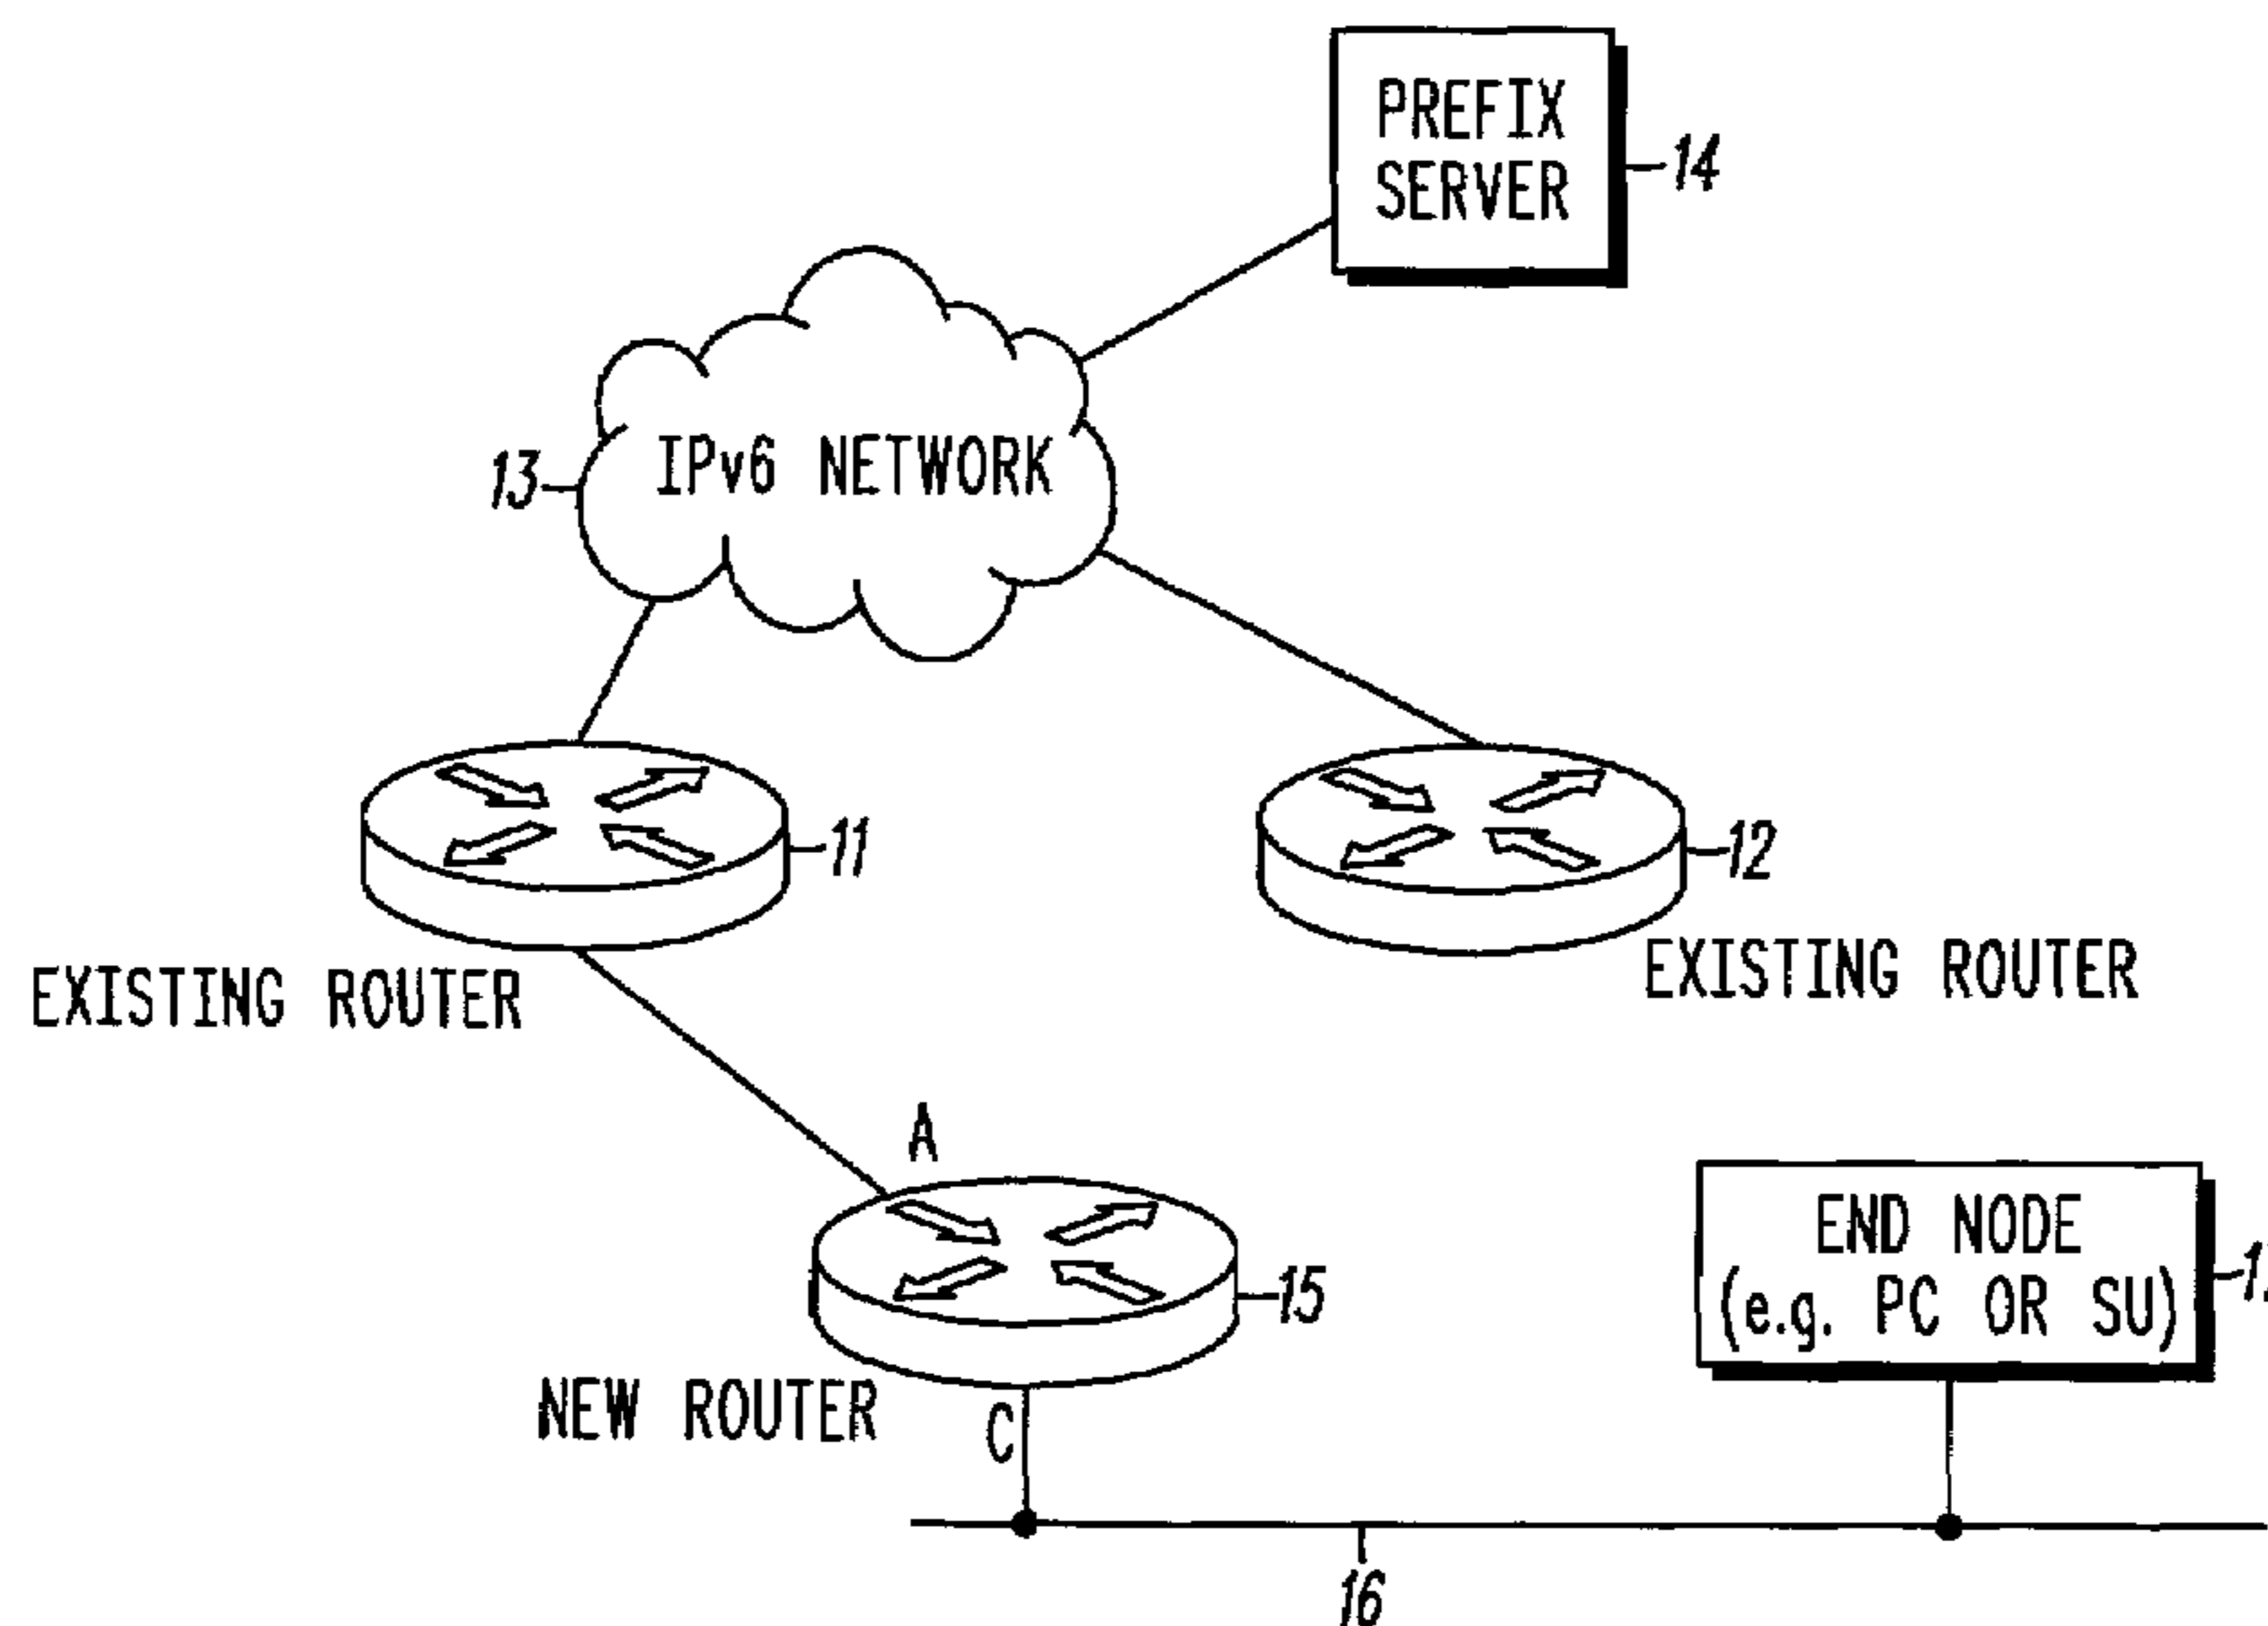 PREFIX
SERVER
14
IPv6 NETWORK
13
11
12
EXISTING ROUTER
EXISTING ROUTER
A
END NODE
(e.g. PC OR SU)
15
NEW ROUTER
C
16